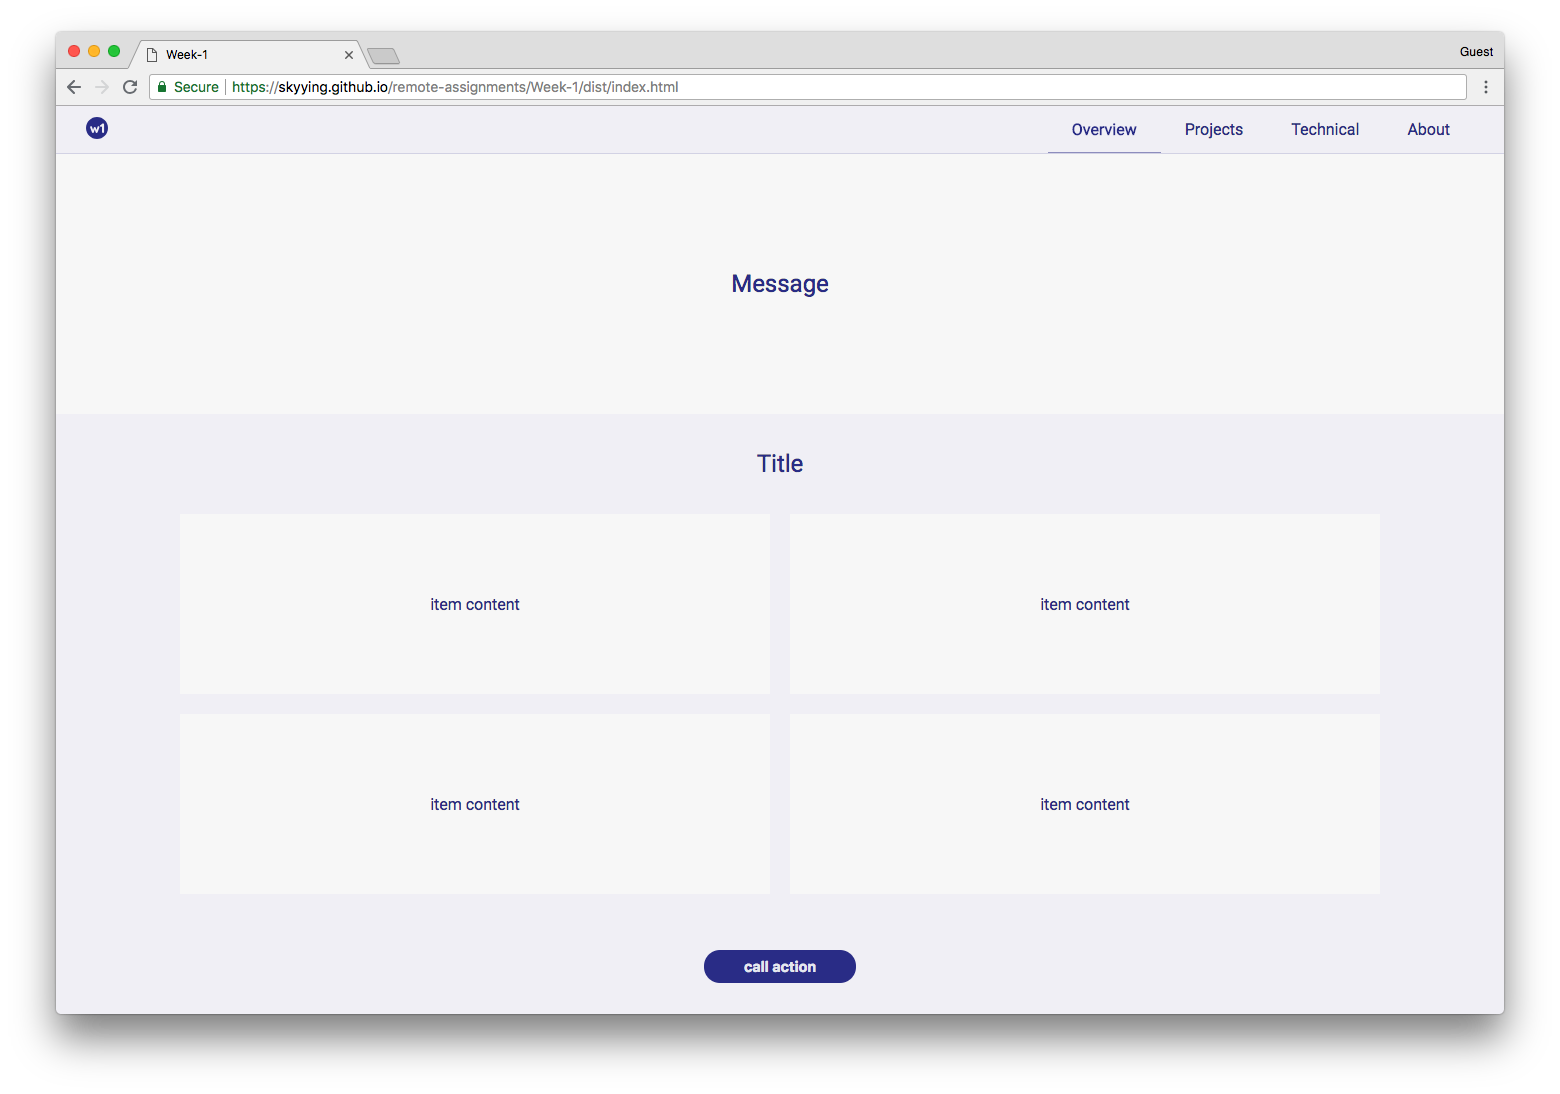 Week-1
Guest
Secure https://skyying.github.io/remote-assignments/Week-1/dist/index.html
w1 Overview Projects Technical About
Message
Title
item content item content
item content item content
call action